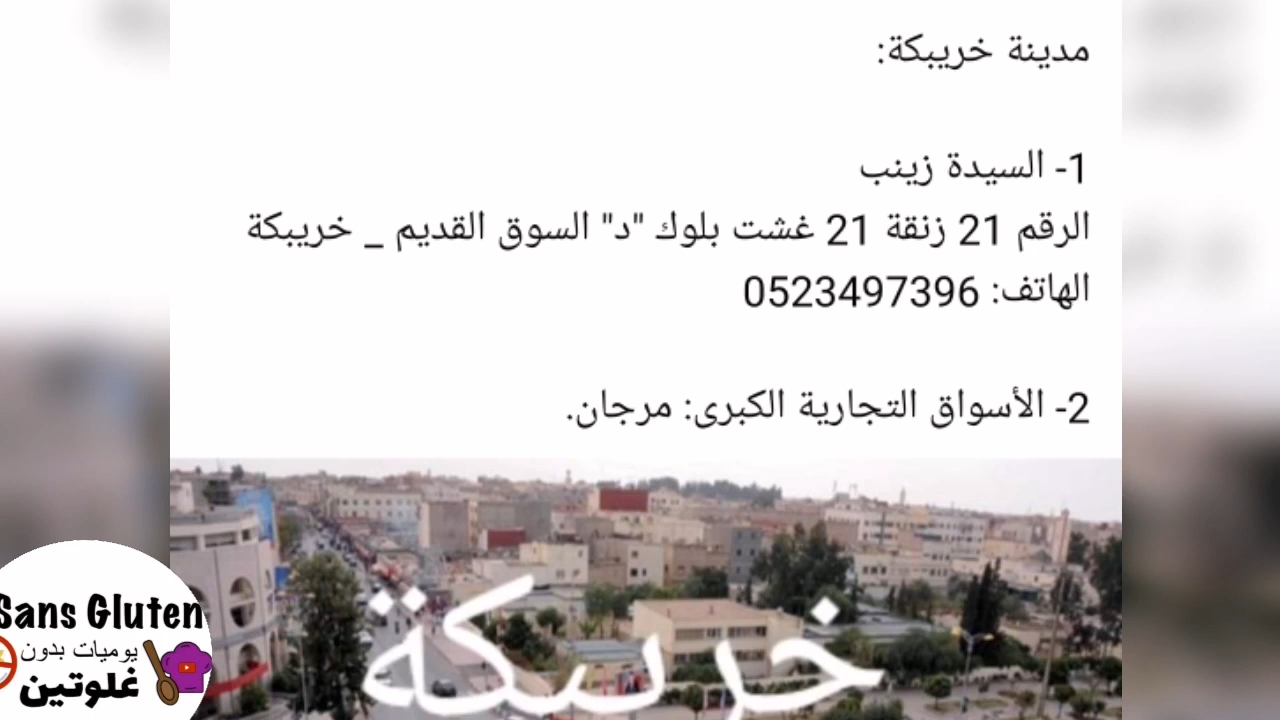 مدينة خريبكة:
1- السيدة زينب
الرقم 21 زنقة 21 غشت بلوك "د" السوق القديم _ خريبكة
الهاتف: 0523497396
2- الأسواق التجارية الكبرى: مرجان.
خريبكة
Sans Gluten
يوميات بدون
غلوتين